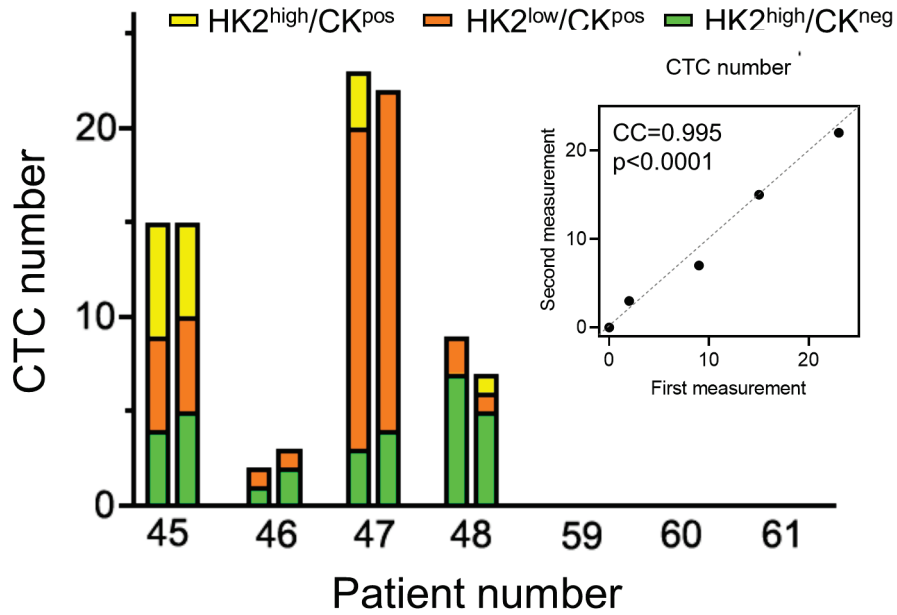 HK2high/CKpos HK2low/CKpos HK2high/CKneg
CTC number
20
10
0
CTC number
45 46 47 48 59 60 61
Patient number
CC=0.995
p<0.0001
Second measurement
20
10
0
0 10 20
First measurement